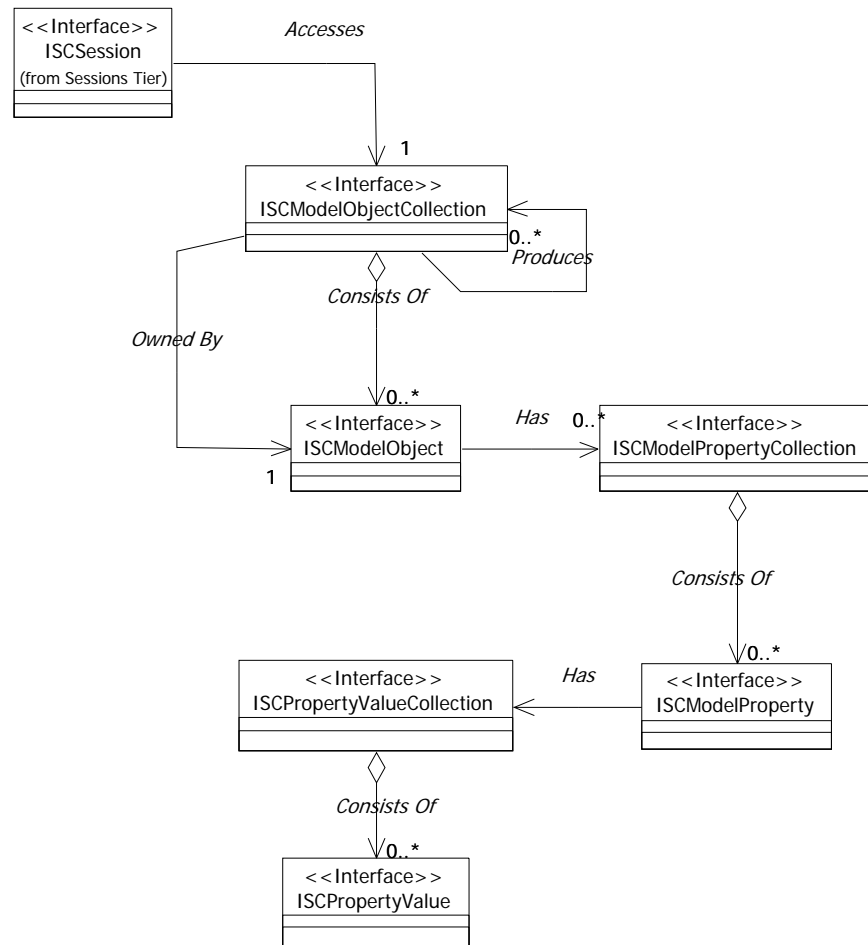 <<Interface>>
ISCSession
(from Sessions Tier)
Accesses
1
<<Interface>>
ISCModelObjectCollection
0..*
Produces
Consists Of
Owned By
0..*
<<Interface>>
ISCModelObject
1
Has
0..*
<<Interface>>
ISCModelPropertyCollection
Consists Of
0..*
<<Interface>>
ISCModelProperty
Has
<<Interface>>
ISCPropertyValueCollection
Consists Of
0..*
<<Interface>>
ISCPropertyValue